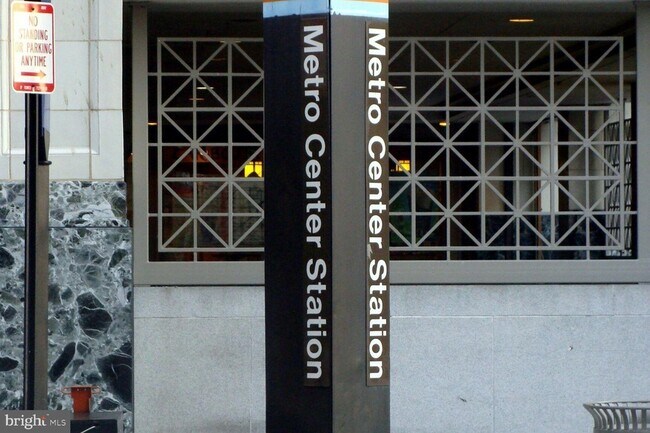 NO
STANDING
OR PARKING
ANYTIME
Metro Center Station
Metro Center Station
bright MLS